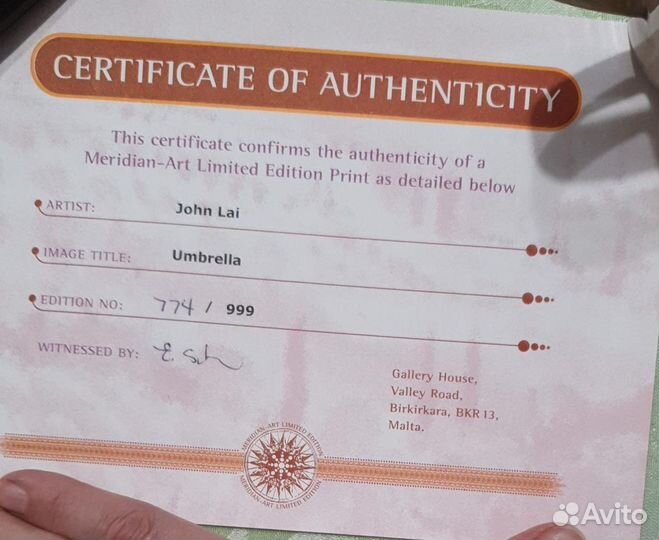 CERTIFICATE OF AUTHENTICITY
This certificate confirms the authenticity of a
Meridian-Art Limited Edition Print as detailed below
ARTIST: John Lai
IMAGE TITLE: Umbrella
EDITION NO: 774 / 999
WITNESSED BY: E.
Gallery House,
Valley Road,
Birkirkara, BKR 13,
Malta.
MERIDIAN-ART LIMITED EDITION
MERIDIAN-ART LIMITED EDITION
Avito